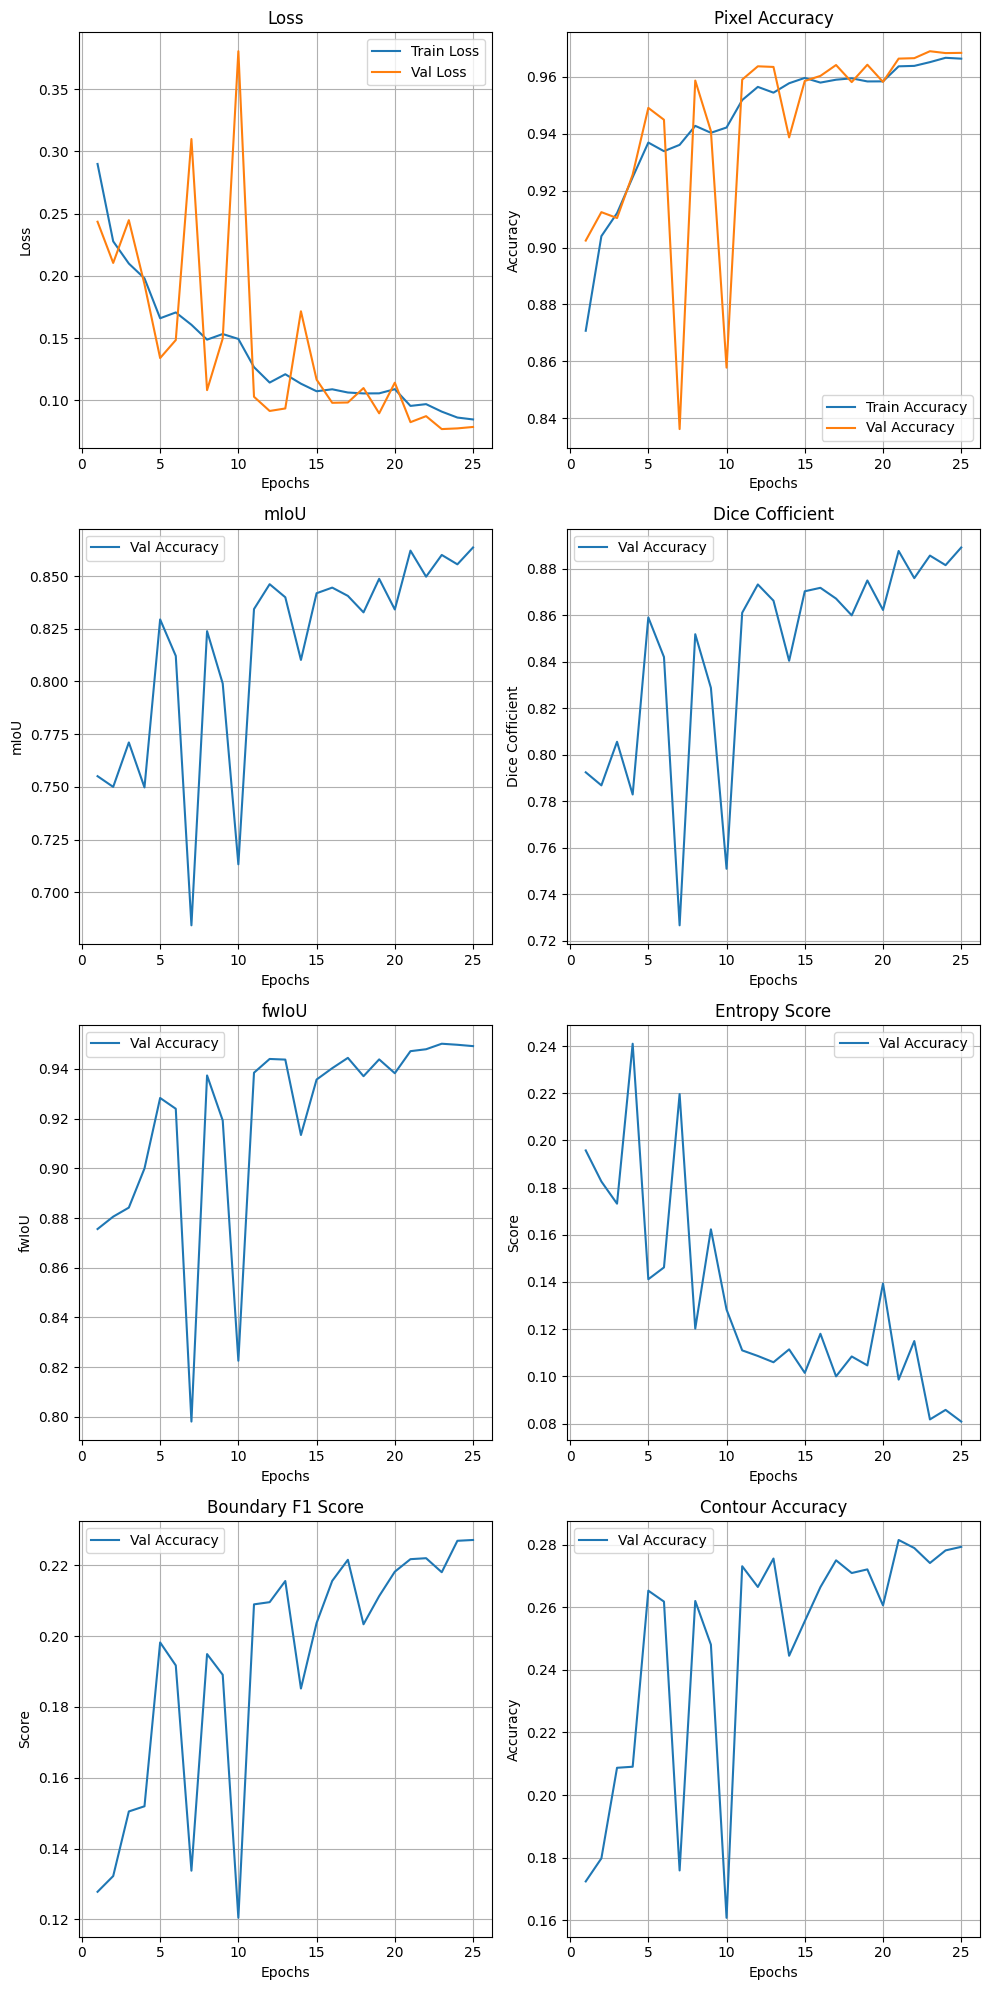 Loss
Train Loss
Val Loss
0.35
0.30
0.25
0.20
0.15
0.10
Loss
0 5 10 15 20 25
Epochs
Pixel Accuracy
0.96
0.94
0.92
0.90
0.88
0.86
0.84
Accuracy
Train Accuracy
Val Accuracy
0 5 10 15 20 25
Epochs
mIoU
Val Accuracy
0.850
0.825
0.800
0.775
0.750
0.725
0.700
mIoU
0 5 10 15 20 25
Epochs
Dice Cofficient
Val Accuracy
0.88
0.86
0.84
0.82
0.80
0.78
0.76
0.74
0.72
Dice Cofficient
0 5 10 15 20 25
Epochs
fwIoU
Val Accuracy
0.94
0.92
0.90
0.88
0.86
0.84
0.82
0.80
fwIoU
0 5 10 15 20 25
Epochs
Entropy Score
Val Accuracy
0.24
0.22
0.20
0.18
0.16
0.14
0.12
0.10
0.08
Score
0 5 10 15 20 25
Epochs
Boundary F1 Score
Val Accuracy
0.22
0.20
0.18
0.16
0.14
0.12
Score
0 5 10 15 20 25
Epochs
Contour Accuracy
Val Accuracy
0.28
0.26
0.24
0.22
0.20
0.18
0.16
Accuracy
0 5 10 15 20 25
Epochs